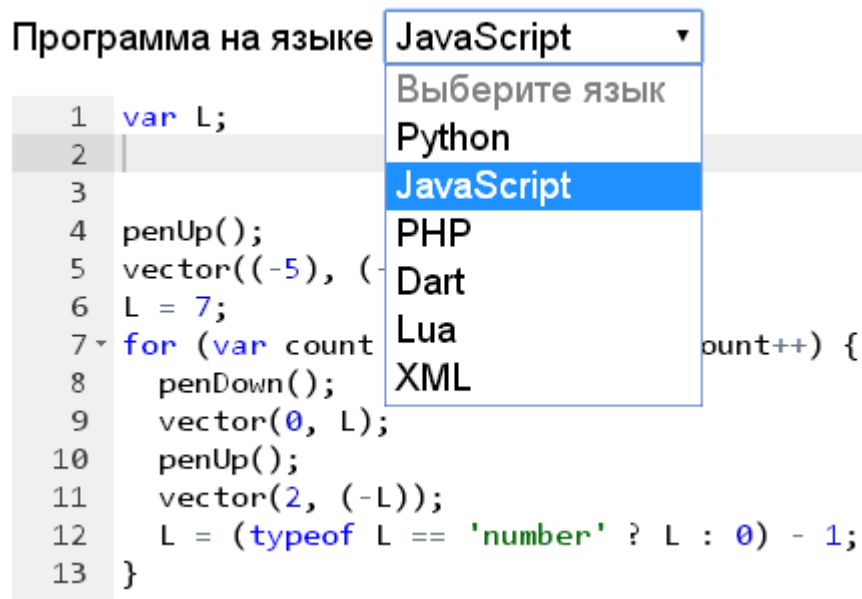 Программа на языке JavaScript ▼
Выберите язык
Python
JavaScript
PHP
Dart
Lua
XML
1 var L;
2
3
4 penUp();
5 vector((-5), (-
6 L = 7;
7 for (var count ount++) {
8 penDown();
9 vector(0, L);
10 penUp();
11 vector(2, (-L));
12 L = (typeof L == 'number' ? L : 0) - 1;
13 }